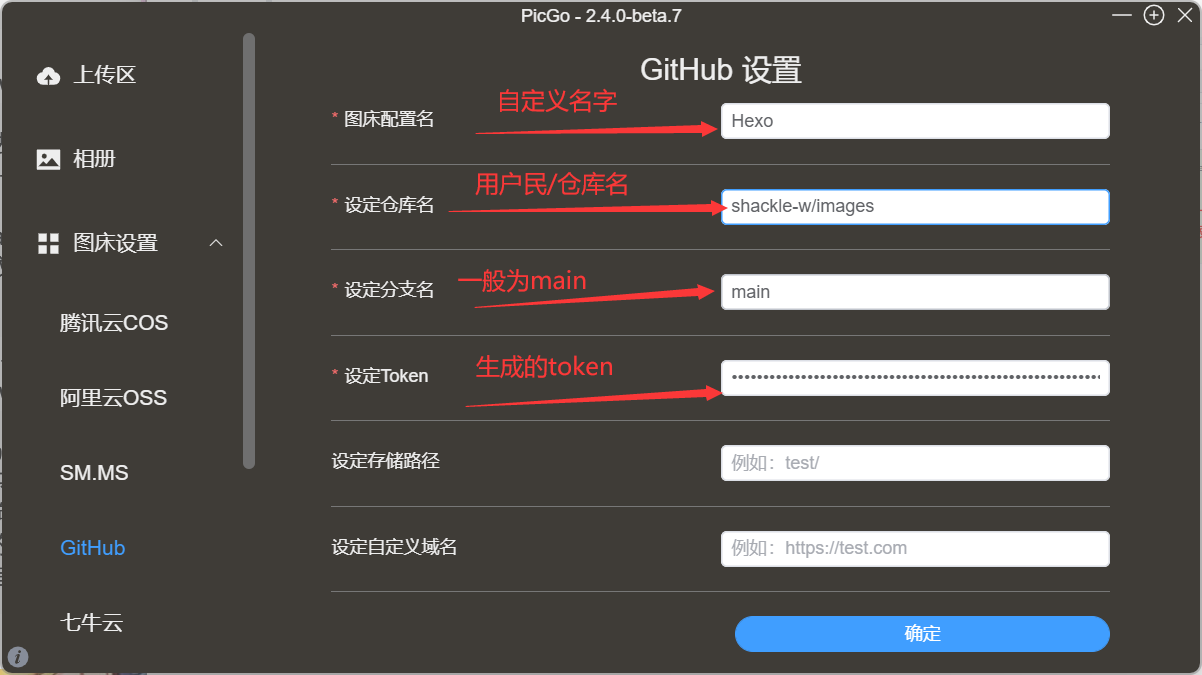 PicGo - 2.4.0-beta.7
上传区
相册
图床设置
腾讯云COS
阿里云OSS
SM.MS
GitHub
七牛云
GitHub 设置
* 图床配置名
自定义名字
Hexo
* 设定仓库名
用户民/仓库名
shackle-w/images
* 设定分支名
一般为main
main
* 设定Token
生成的token
设定存储路径
例如：test/
设定自定义域名
例如：https://test.com
确定